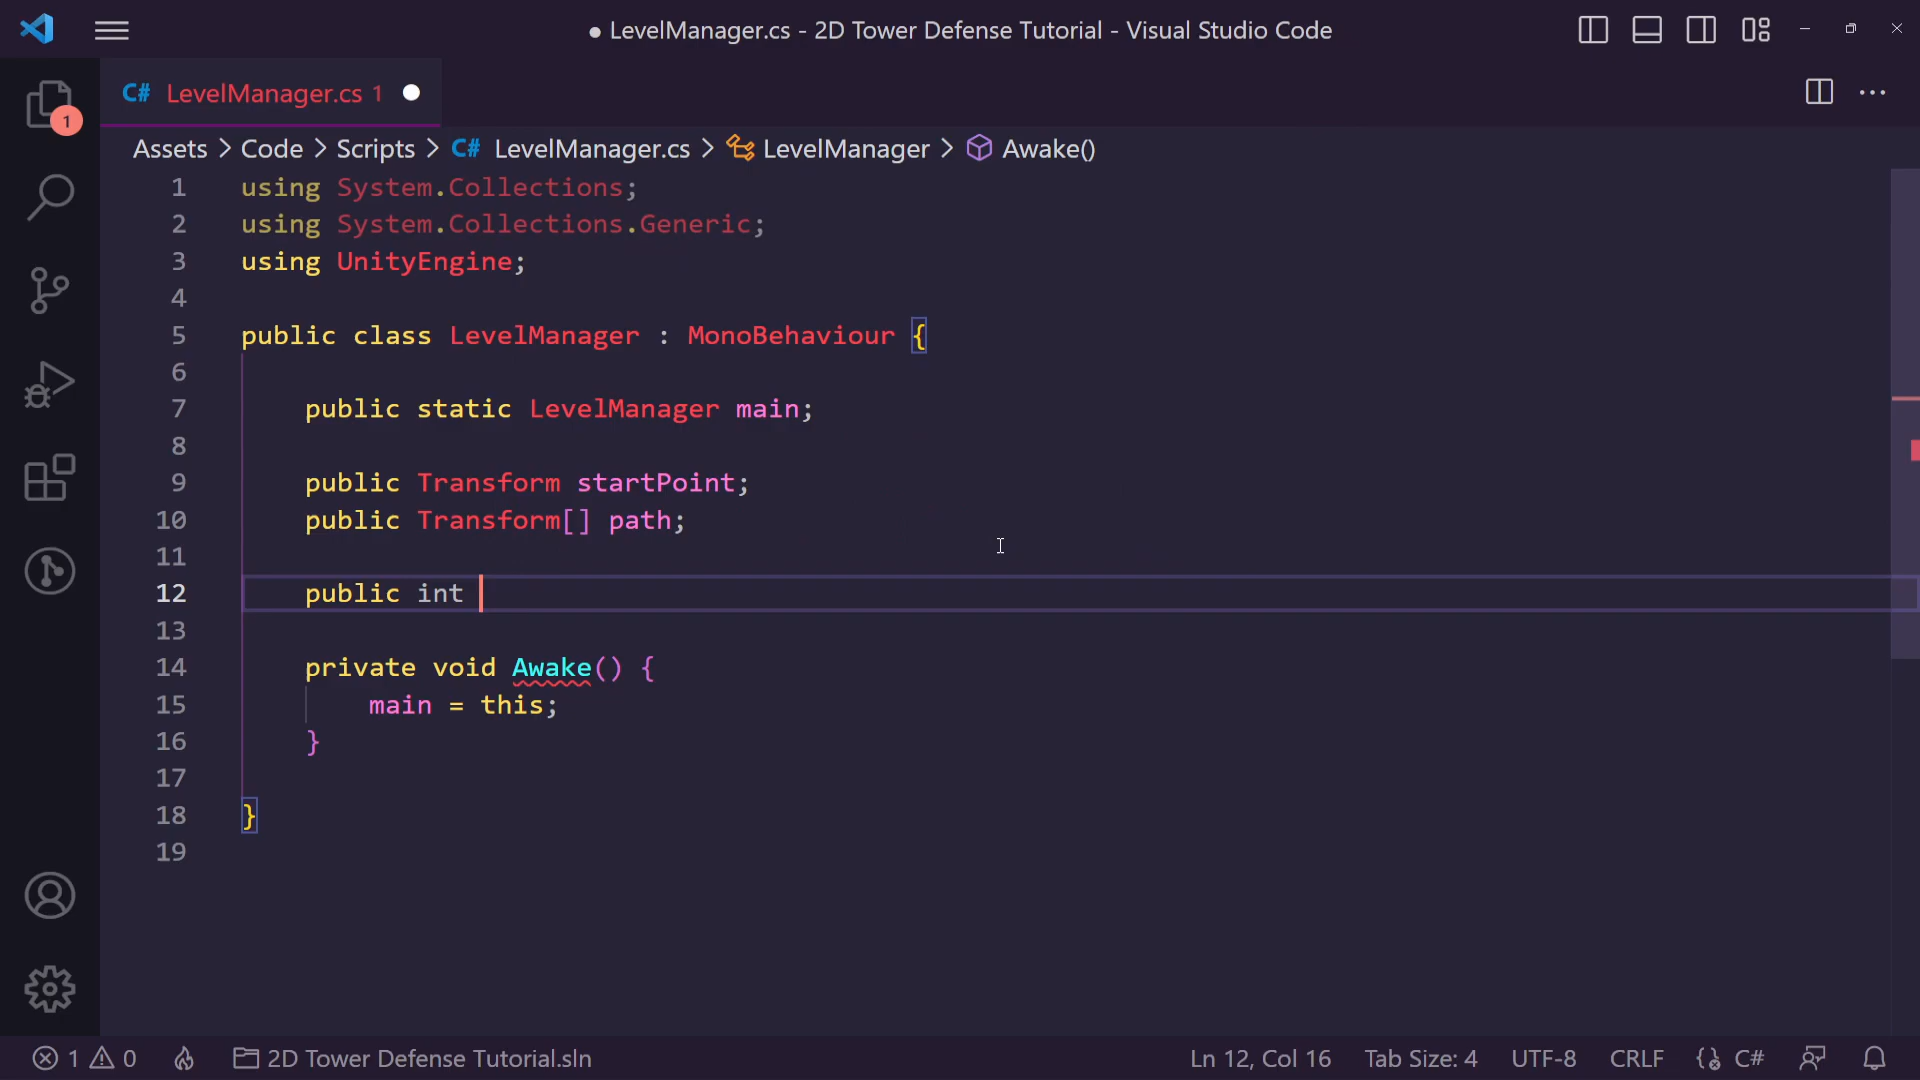 ● LevelManager.cs - 2D Tower Defense Tutorial - Visual Studio Code
C# LevelManager.cs 1
1
Assets > Code > Scripts > C# LevelManager.cs > LevelManager > Awake()
1 using System.Collections;
2 using System.Collections.Generic;
3 using UnityEngine;
4
5 public class LevelManager : MonoBehaviour {
6
7 public static LevelManager main;
8
9 public Transform startPoint;
10 public Transform[] path;
11
12 public int
13
14 private void Awake() {
15 main = this;
16 }
17
18 }
19
1 0 2D Tower Defense Tutorial.sln Ln 12, Col 16 Tab Size: 4 UTF-8 CRLF C#